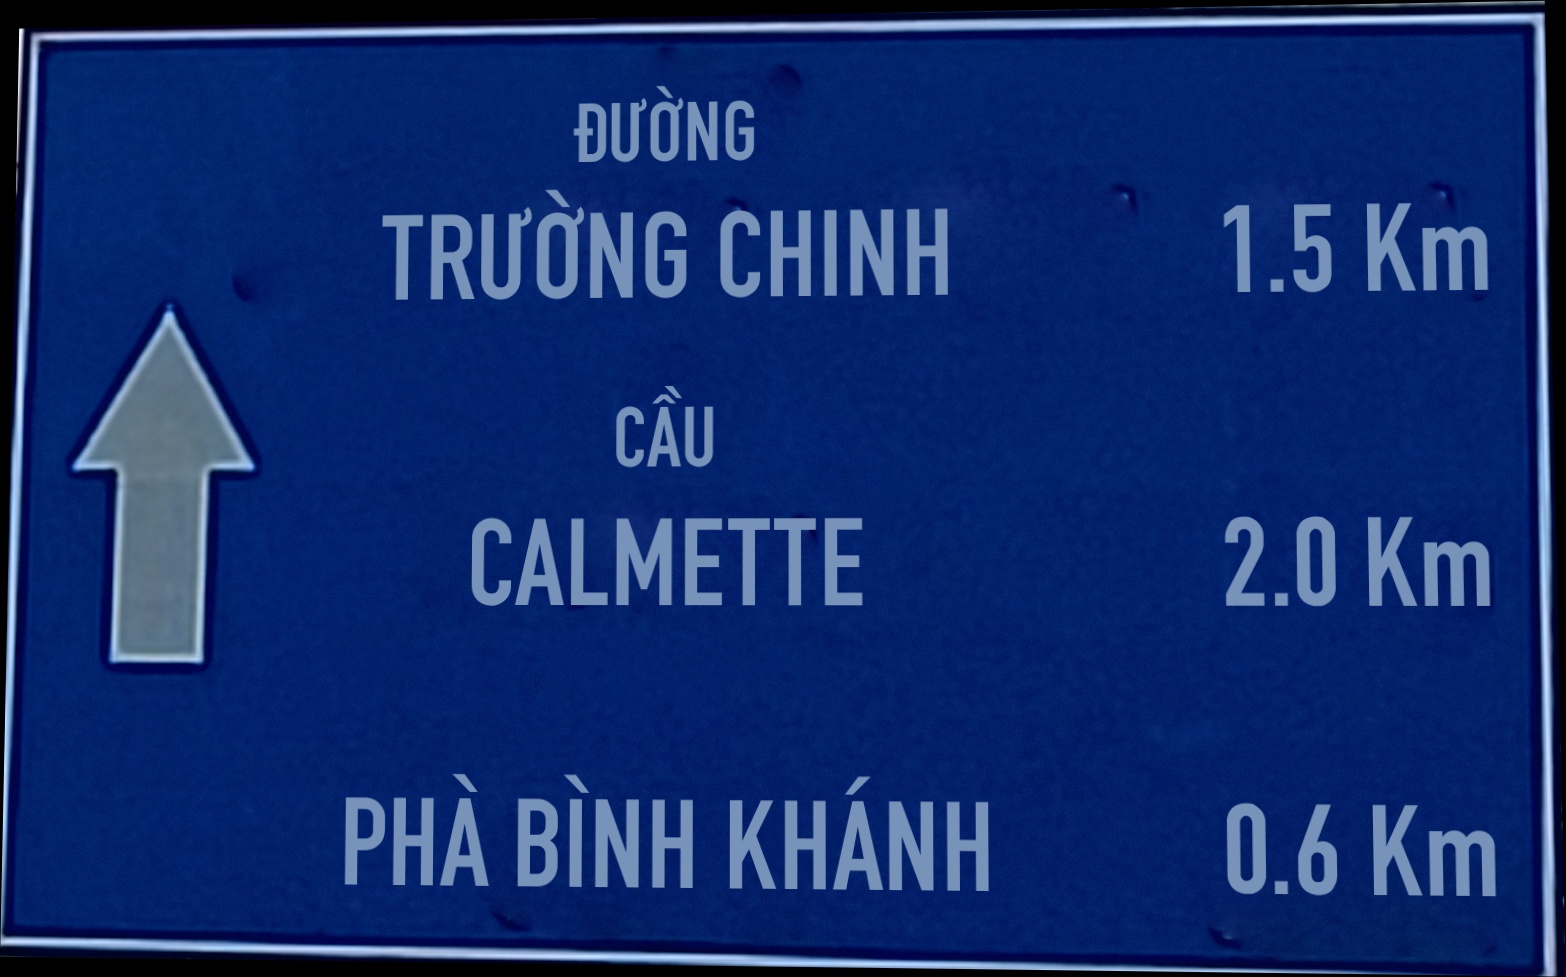 ĐƯỜNG
TRƯỜNG CHINH 1.5 Km
CẦU
CALMETTE 2.0 Km
PHÀ BÌNH KHÁNH 0.6 Km